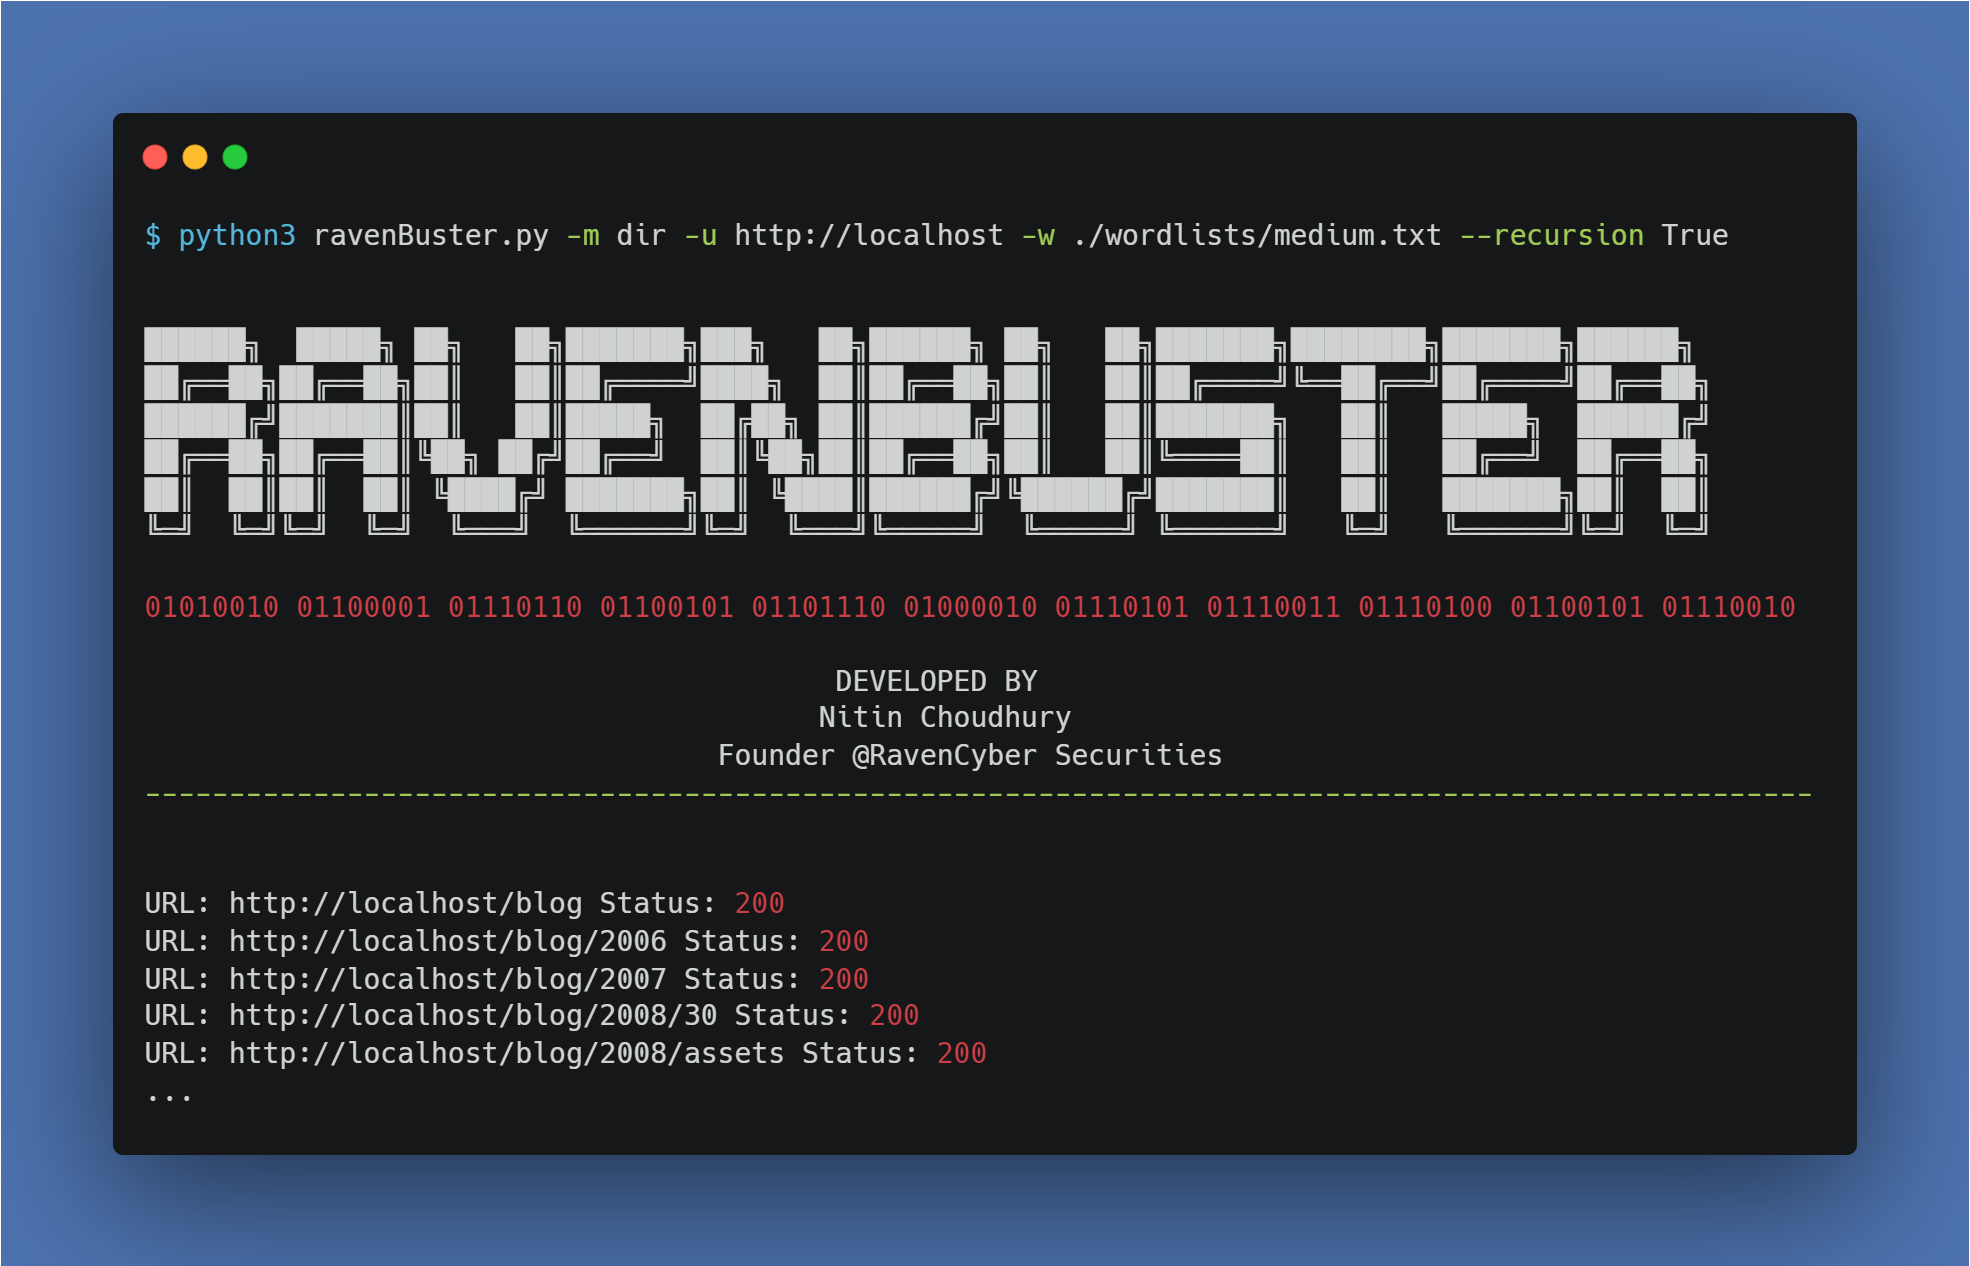 $ python3 ravenBuster.py -m dir -u http://localhost -w ./wordlists/medium.txt --recursion True
RAVENBUSTER
01010010 01100001 01110110 01100101 01101110 01000010 01110101 01110011 01110100 01100101 01110010
DEVELOPED BY
Nitin Choudhury
Founder @RavenCyber Securities
---------------------------------------------------------------------------------------------------
URL: http://localhost/blog Status: 200
URL: http://localhost/blog/2006 Status: 200
URL: http://localhost/blog/2007 Status: 200
URL: http://localhost/blog/2008/30 Status: 200
URL: http://localhost/blog/2008/assets Status: 200
...